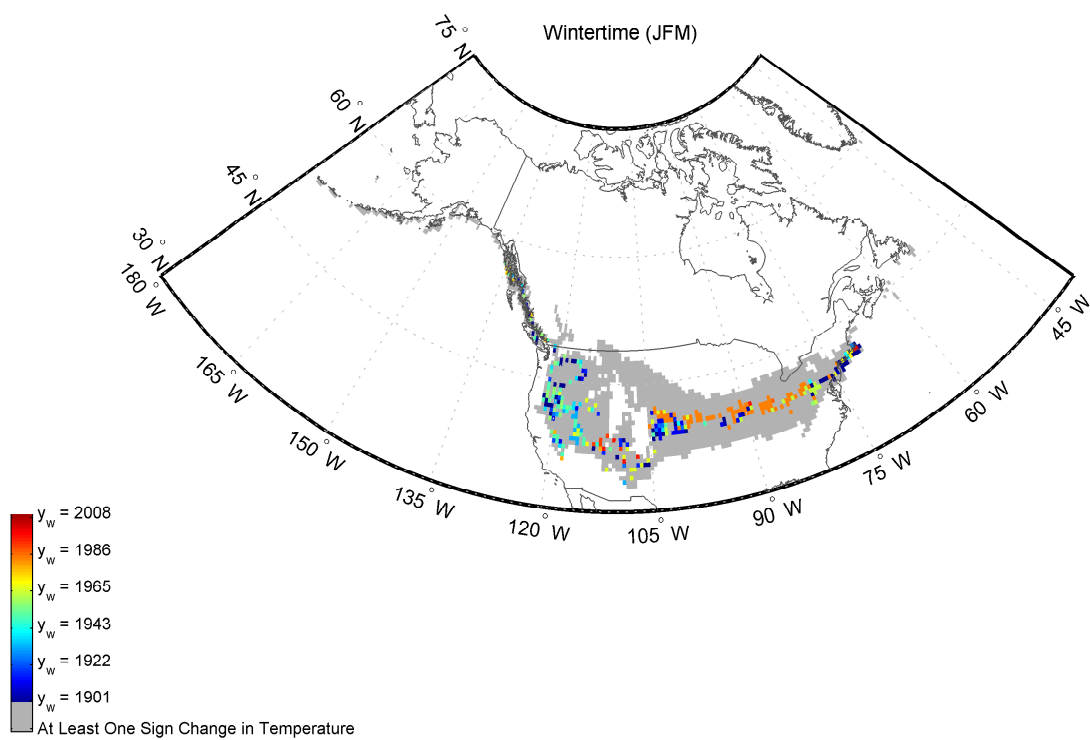 Wintertime (JFM)
75° N
60° N
45° N
30° N
180° W
165° W
150° W
135° W
120° W
105° W
90° W
75° W
60° W
45° W
y_w = 2008
y_w = 1986
y_w = 1965
y_w = 1943
y_w = 1922
y_w = 1901
At Least One Sign Change in Temperature